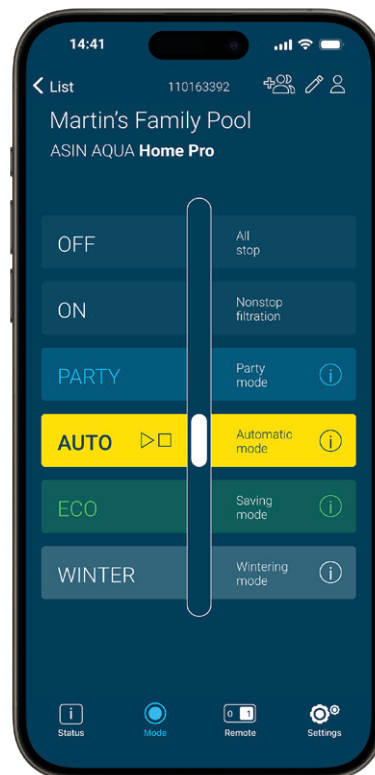 14:41
List
110163392
Martin's Family Pool
ASIN AQUA Home Pro
OFF
All
stop
ON
Nonstop
filtration
PARTY
Party
mode
AUTO
Automatic
mode
ECO
Saving
mode
WINTER
Wintering
mode
Status
Mode
0 1
Remote
Settings